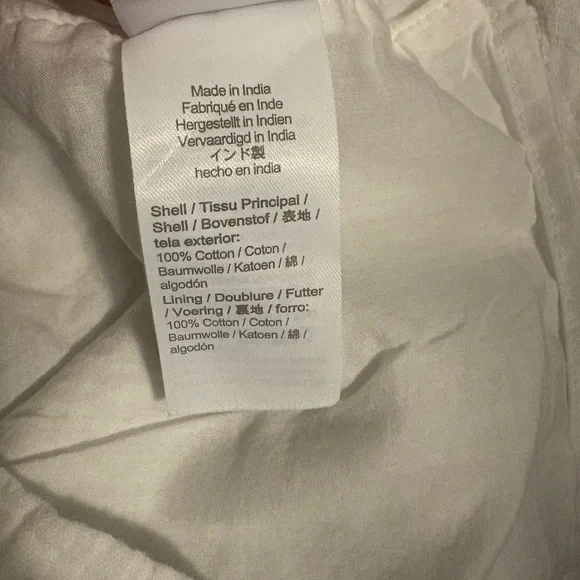 Made in India
Fabriqué en Inde
Hergestellt in Indien
Vervaardigd in India
インド製
hecho en india
Shell / Tissu Principal /
Shell / Bovenstof / 表地 /
tela exterior:
100% Cotton / Coton /
Baumwolle / Katoen / 綿 /
algodón
Lining / Doublure / Futter
/ Voering / 裏地 / forro:
100% Cotton / Coton /
Baumwolle / Katoen / 綿 /
algodón